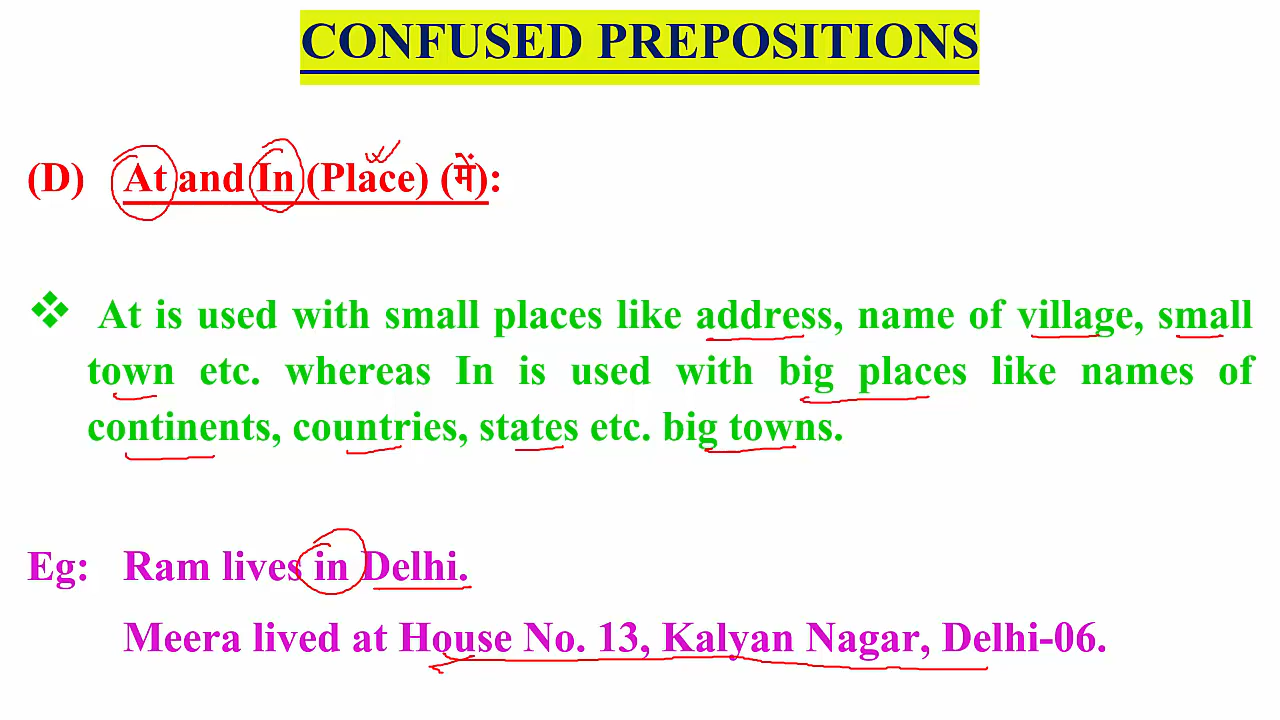 CONFUSED PREPOSITIONS
(D) At and In (Place) (में):
❖ At is used with small places like address, name of village, small
town etc. whereas In is used with big places like names of
continents, countries, states etc. big towns.
Eg: Ram lives in Delhi.
Meera lived at House No. 13, Kalyan Nagar, Delhi-06.